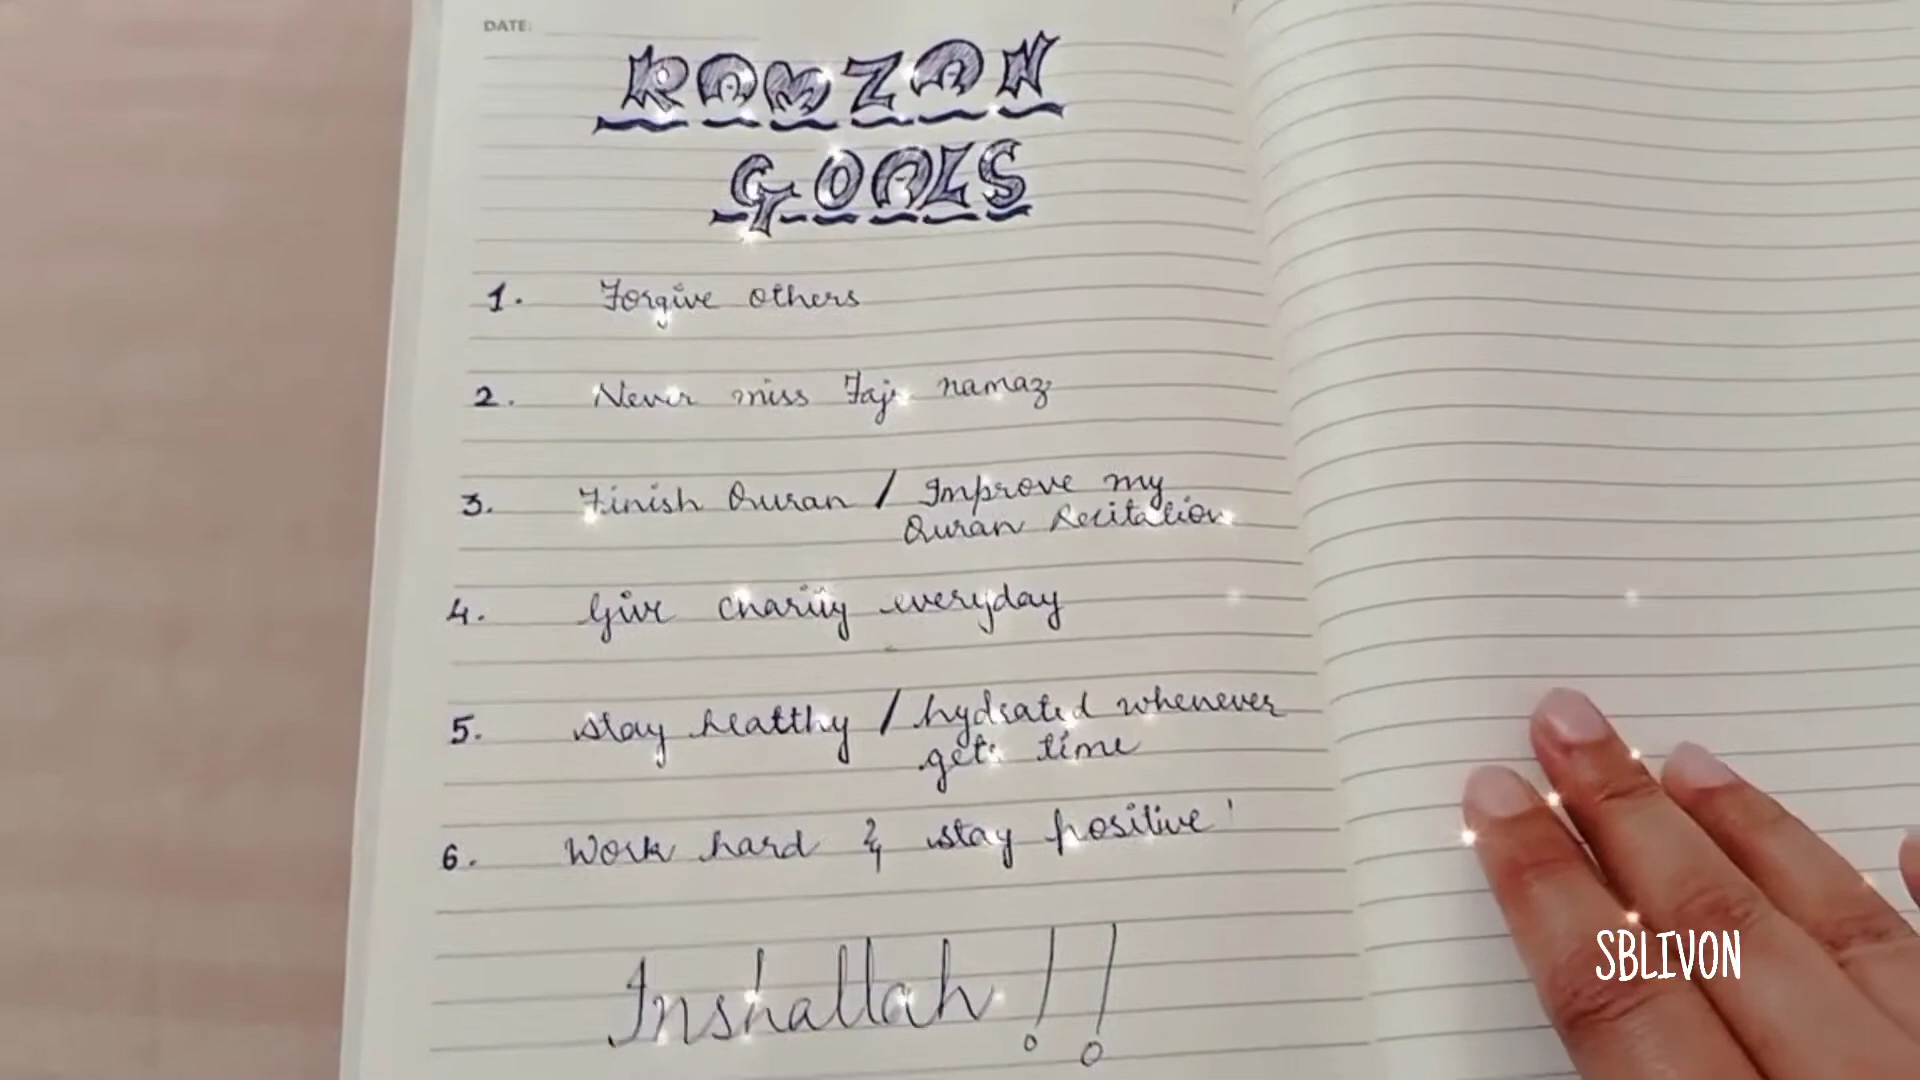 DATE:
RAMZAN
GOALS
1. Forgive others
2. Never miss Fajr namaz
3. Finish Quran / Improve my
Quran Recitation
4. Give charity everyday
5. stay healthy / hydrated whenever
get time
6. Work hard & stay positive !
Inshallah !!
SBLIVON